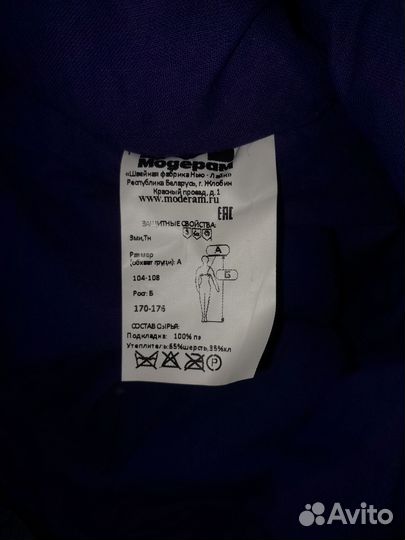 Модерам
«Швейная фабрика Нью - Лайн»
Республика Беларусь, г. Жлобин
Красный проезд, д.1
www.moderam.ru
EAC
ЗАЩИТНЫЕ СВОЙСТВА:
Зми,Тн
Размер
(обхват груди): А
А
Б
104-108
Рост: Б
170-176
СОСТАВ СЫРЬЯ:
Подкладка: 100% пэ
Утеплитель:65%шерсть,35%хл
P
Avito